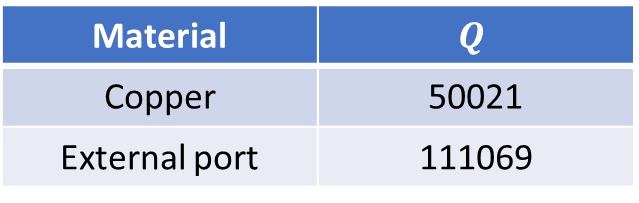 Material Q
Copper 50021
External port 111069